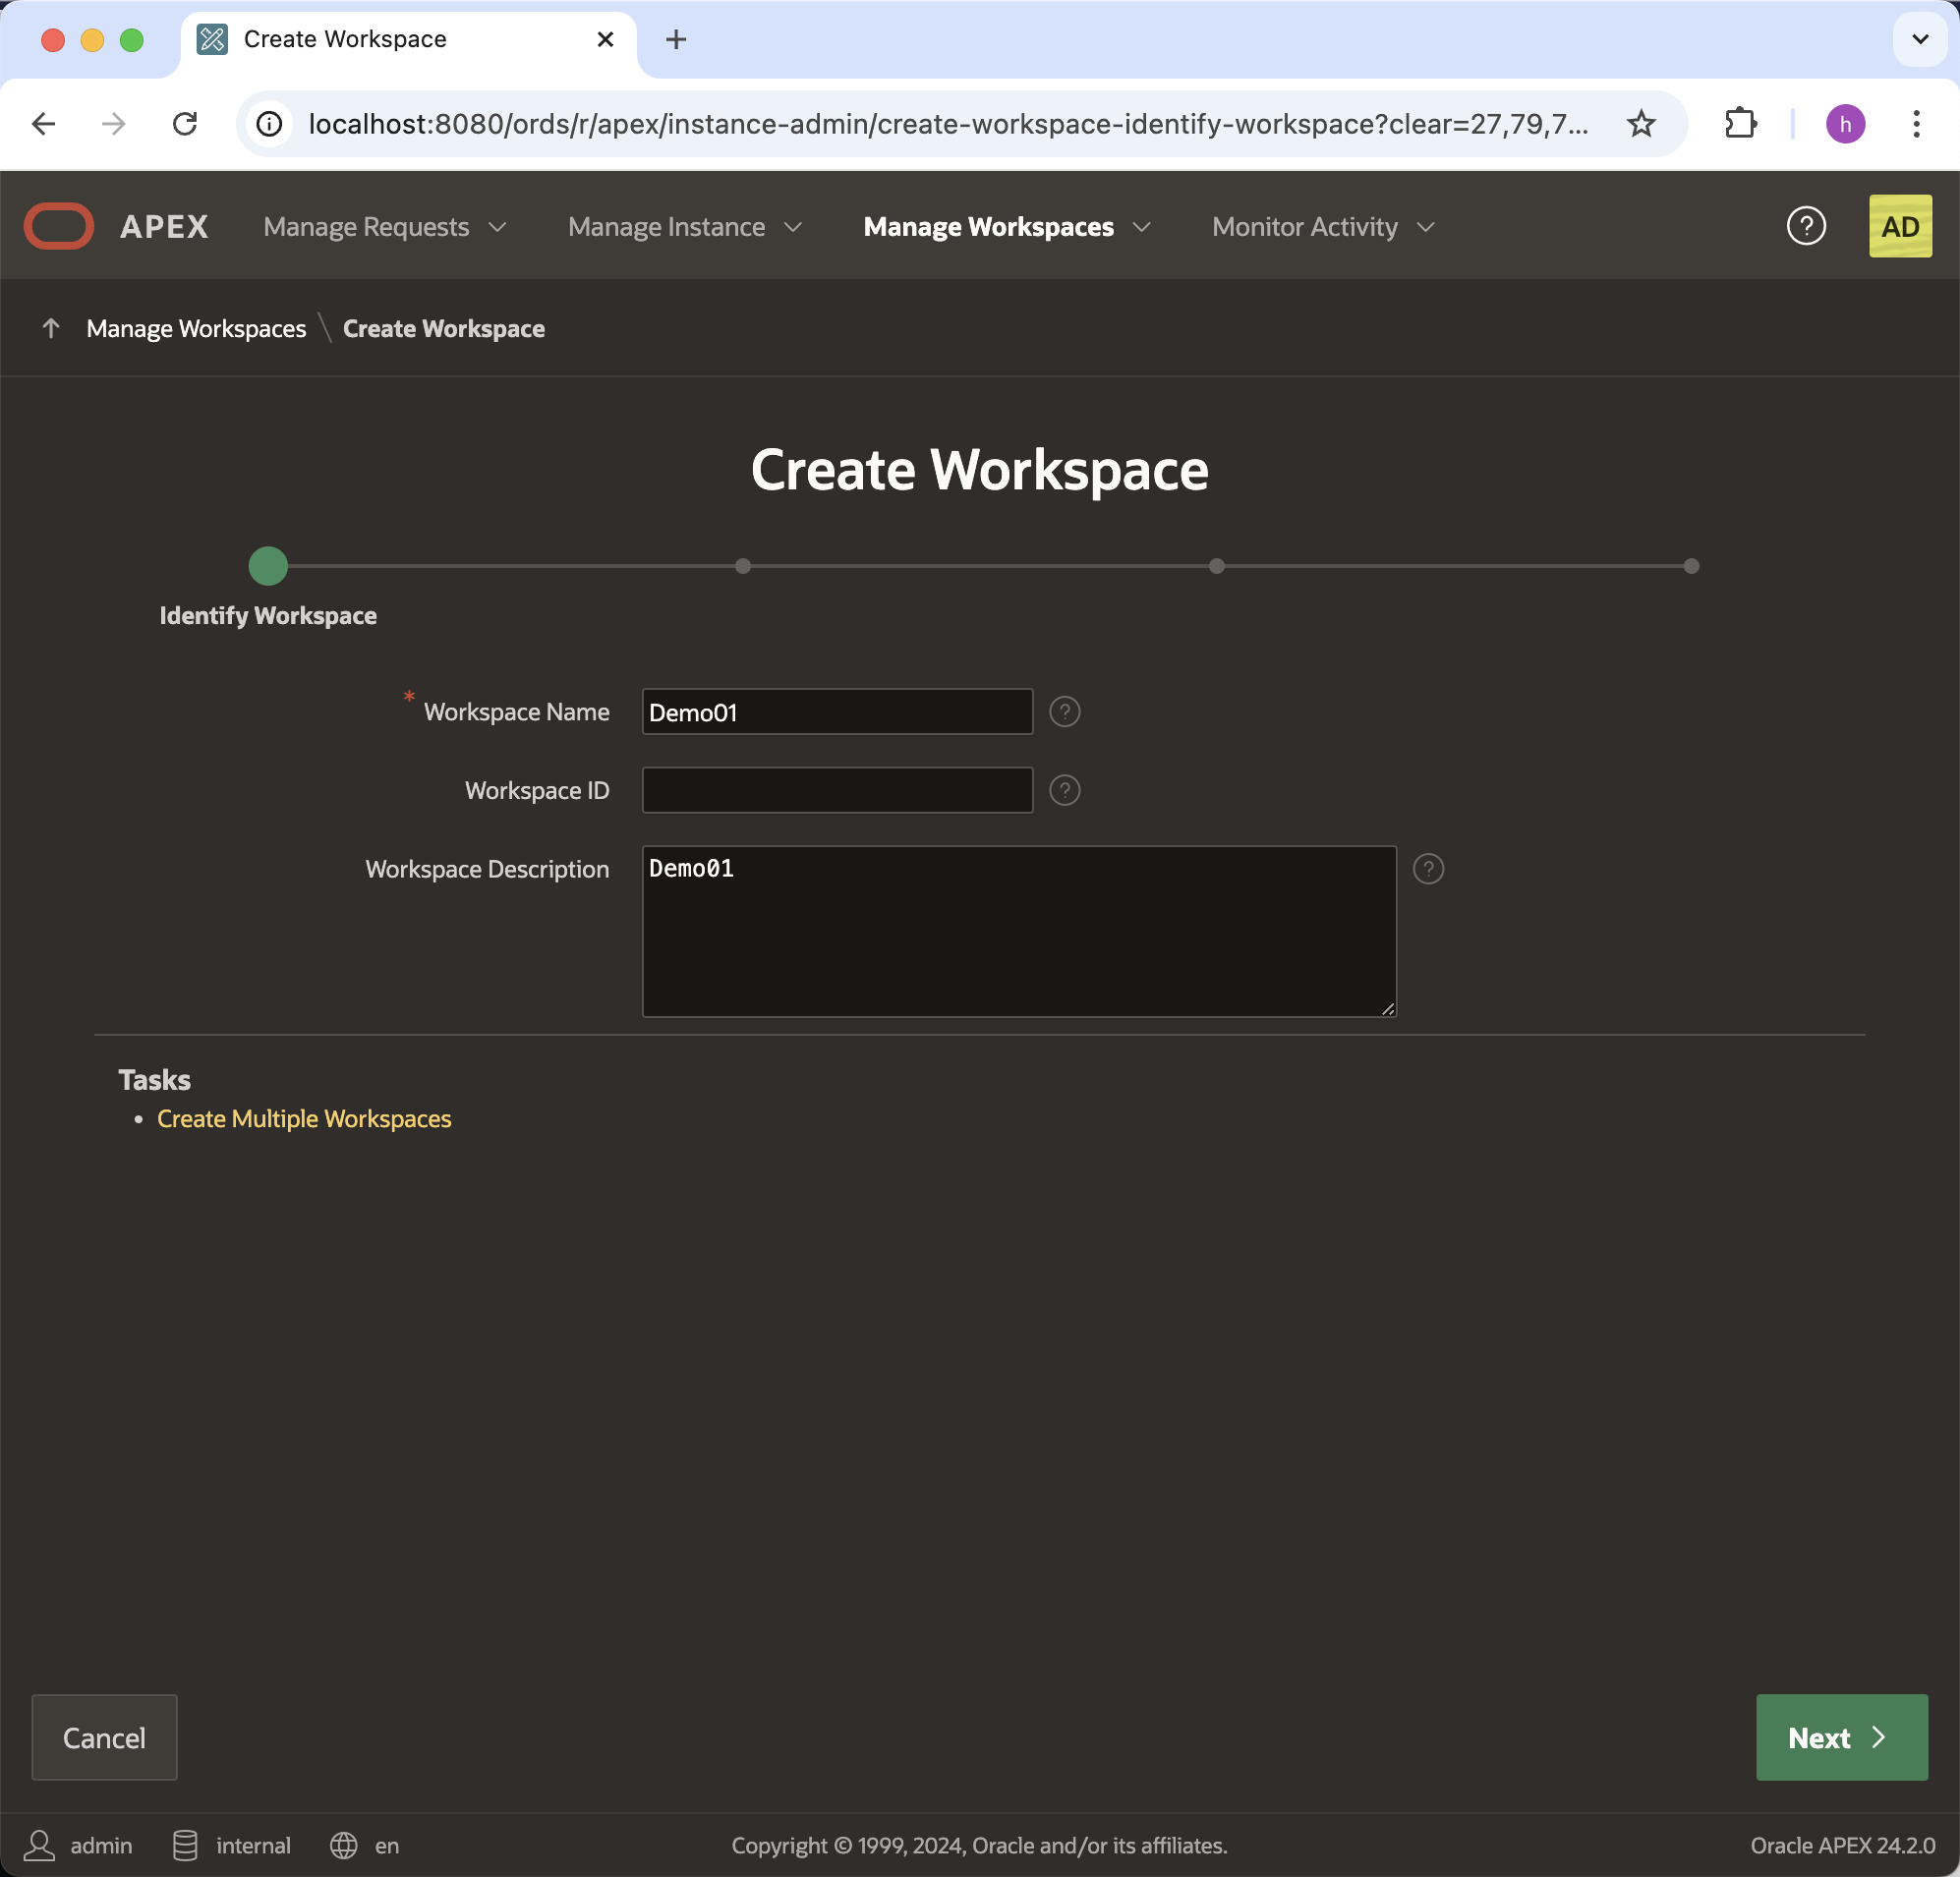 Create Workspace
localhost:8080/ords/r/apex/instance-admin/create-workspace-identify-workspace?clear=27,79,7...
h
APEX Manage Requests Manage Instance Manage Workspaces Monitor Activity ? AD
Manage Workspaces \ Create Workspace
Create Workspace
Identify Workspace
* Workspace Name Demo01 ?
Workspace ID ?
Workspace Description Demo01 ?
Tasks
• Create Multiple Workspaces
Cancel Next
admin internal en Copyright © 1999, 2024, Oracle and/or its affiliates. Oracle APEX 24.2.0